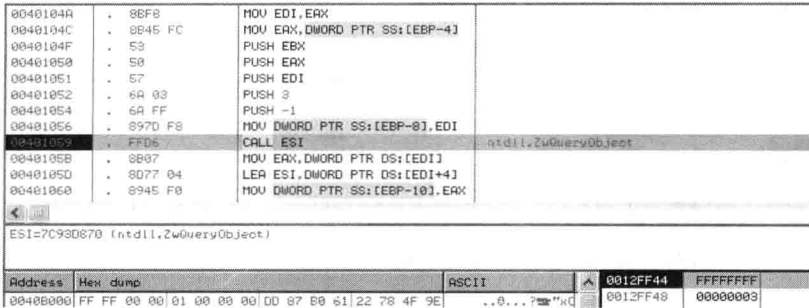 0040104A . 8BF8 MOV EDI,EAX
0040104C . 8B45 FC MOV EAX,DWORD PTR SS:[EBP-4]
0040104F . 53 PUSH EBX
00401050 . 50 PUSH EAX
00401051 . 57 PUSH EDI
00401052 . 6A 03 PUSH 3
00401054 . 6A FF PUSH -1
00401056 . 897D F8 MOV DWORD PTR SS:[EBP-8],EDI
00401059 . FFD6 CALL ESI ntdll.ZwQueryObject
0040105B . 8B07 MOV EAX,DWORD PTR DS:[EDI]
0040105D . 8D77 04 LEA ESI,DWORD PTR DS:[EDI+4]
00401060 . 8945 F0 MOV DWORD PTR SS:[EBP-10],EAX
ESI=7C93D870 (ntdll.ZwQueryObject)
Address Hex dump ASCII 0012FF44 FFFFFFFF
0040B000 FF FF 00 00 01 00 00 00 DD 87 B0 61 22 78 4F 9E 0012FF48 00000003